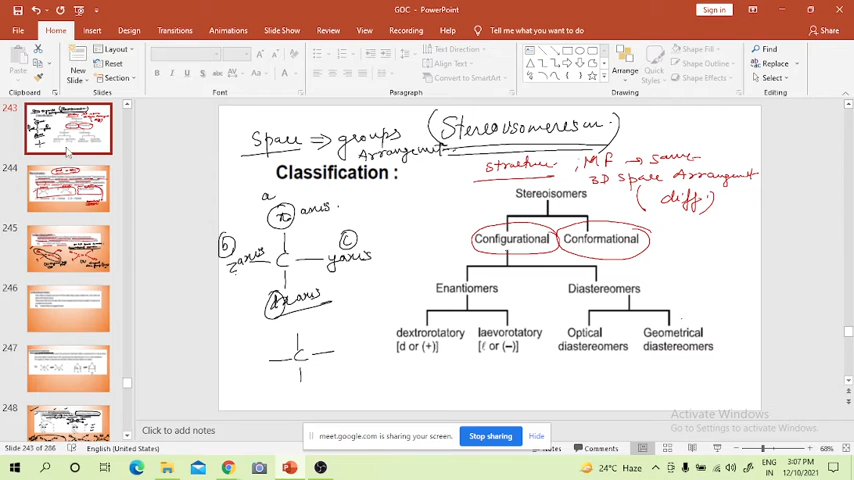 GOC - PowerPoint
Sign in
File Home Insert Design Transitions Animations Slide Show Review View Recording Help Tell me what you want to do Share
Paste
New Slide
Layout
Reset
Section
Text Direction
Align Text
Convert to SmartArt
Arrange
Quick Styles
Shape Fill
Shape Outline
Shape Effects
Find
Replace
Select
Clipboard Slides Font Paragraph Drawing Editing
243
244
245
246
247
248
Space ⇒ groups Arrangement (Stereoisomerism)
Classification :
structure, MF → same
3D Space Arrangement
(diff.)
Stereoisomers
Configurational Conformational
Enantiomers Diastereomers
dextrorotatory [d or (+)]
laevorotatory [ℓ or (–)]
Optical diastereomers
Geometrical diastereomers
a
axis
b
c
z axis C y axis
C
Activate Windows
Go to Settings to activate Windows.
Click to add notes
meet.google.com is sharing your screen. Stop sharing Hide
Slide 243 of 286 English (United States) Notes Comments 68%
24°C Haze ENG IN 3:07 PM 12/10/2021